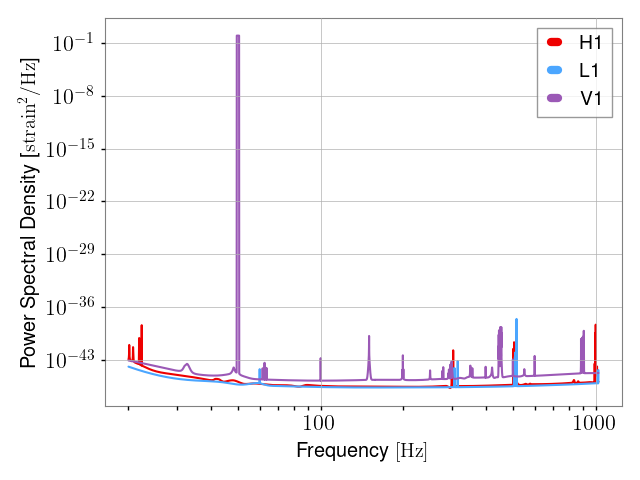 H1
L1
V1
10^−1
10^−8
10^−15
10^−22
10^−29
10^−36
10^−43
Power Spectral Density [strain^2/Hz]
100
1000
Frequency [Hz]